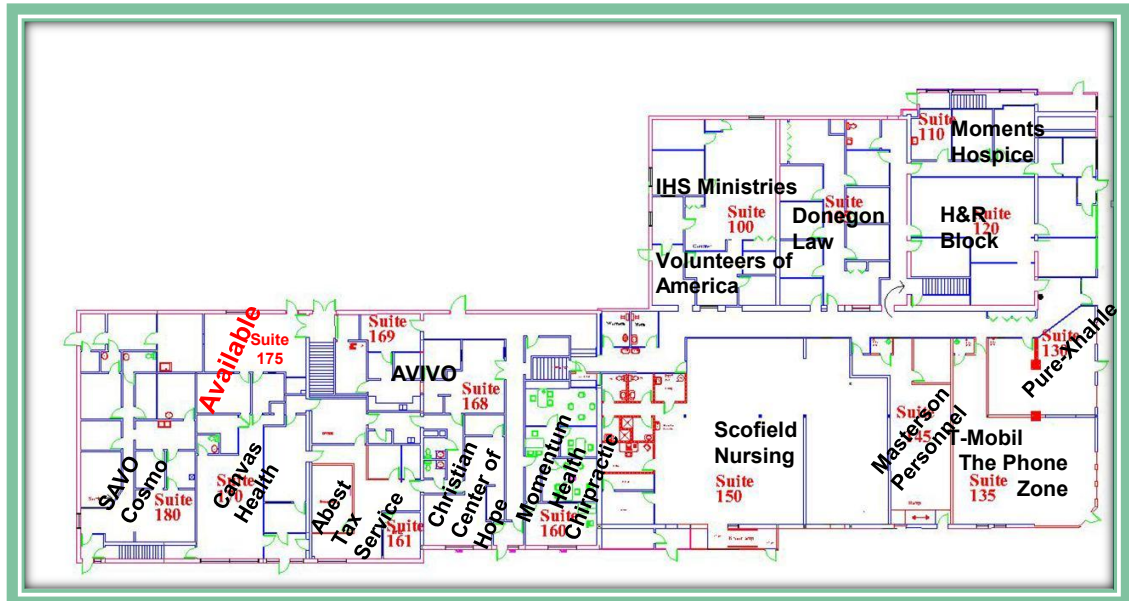 Suite
110
Moments
Hospice
IHS Ministries
Suite
100
Donegon
Law
Suite
H&R
Block
Suite
120
Volunteers of
America
Available
Suite
175
Suite
169
AVIVO
Suite
168
Suite
130
Pure-Xhahle
SAVO
Cosmo
Suite
180
Canvas
Health
Suite
Abest
Tax
Service
Suite
161
Christian
Center of
Hope
Momentum
Health
Chirpractic
Suite
160
Scofield
Nursing
Suite
150
Masterson
Personnel
T-Mobil
The Phone
Zone
Suite
135